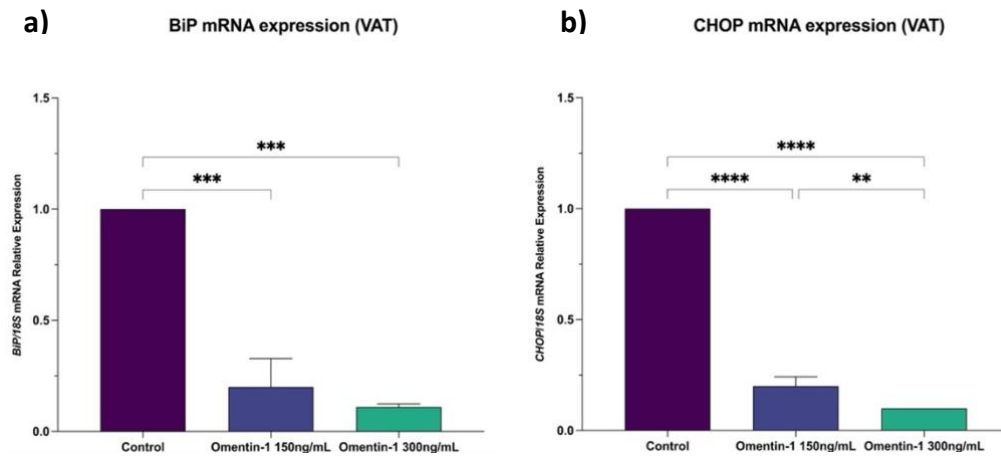 a)
BiP mRNA expression (VAT)
1.5
1.0
0.5
0.0
BiP/18S mRNA Relative Expression
***
***
Control
Omentin-1 150ng/mL
Omentin-1 300ng/mL
b)
CHOP mRNA expression (VAT)
1.5
1.0
0.5
0.0
CHOP/18S mRNA Relative Expression
****
****
**
Control
Omentin-1 150ng/mL
Omentin-1 300ng/mL